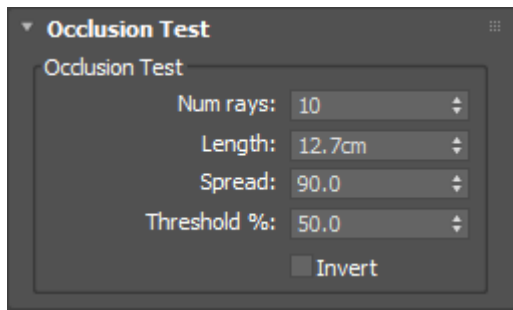 Occlusion Test
Occlusion Test
Num rays: 10
Length: 12.7cm
Spread: 90.0
Threshold %: 50.0
Invert